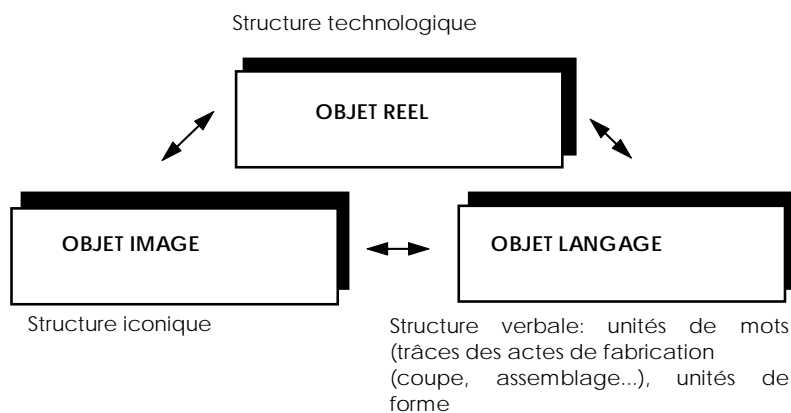 Structure technologique
OBJET REEL
OBJET IMAGE
OBJET LANGAGE
Structure iconique
Structure verbale: unités de mots
(trâces des actes de fabrication
(coupe, assemblage...), unités de
forme